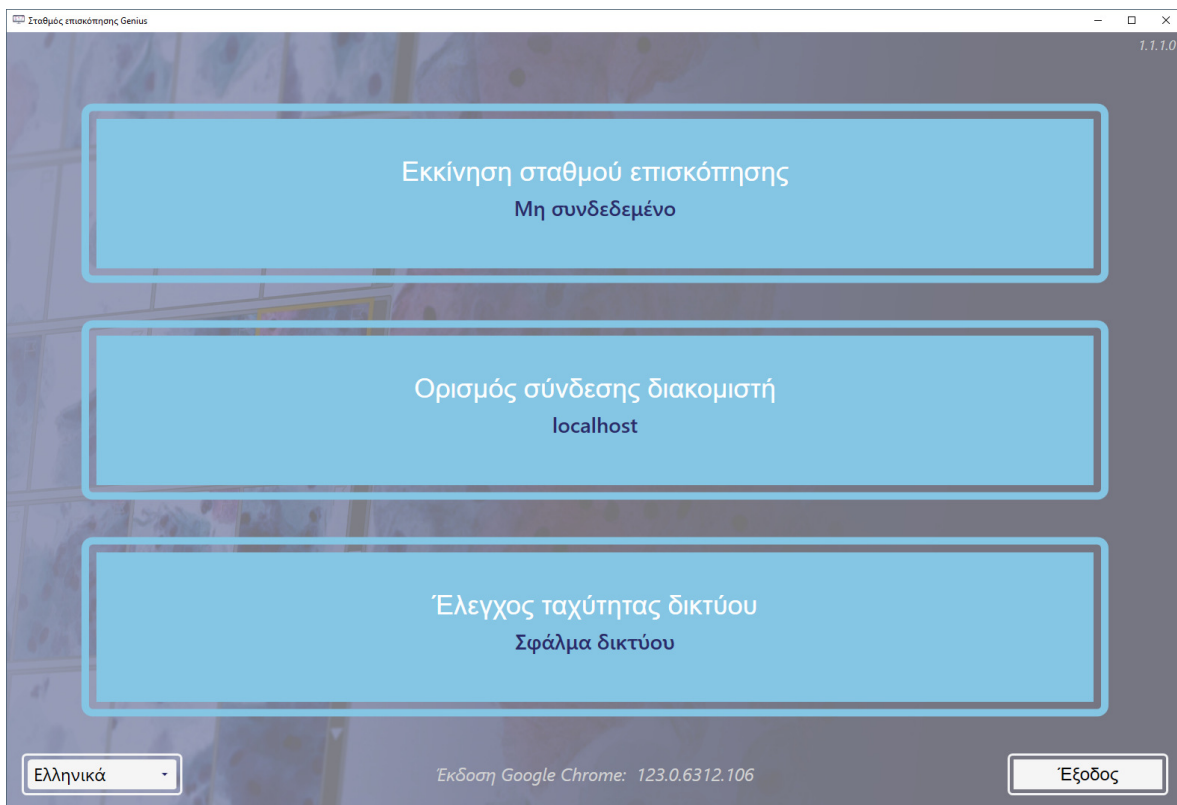 Σταθμός επισκόπησης Genius
1.1.1.0
Εκκίνηση σταθμού επισκόπησης
Μη συνδεδεμένο
Ορισμός σύνδεσης διακομιστή
localhost
Έλεγχος ταχύτητας δικτύου
Σφάλμα δικτύου
Ελληνικά
Έκδοση Google Chrome: 123.0.6312.106
Έξοδος